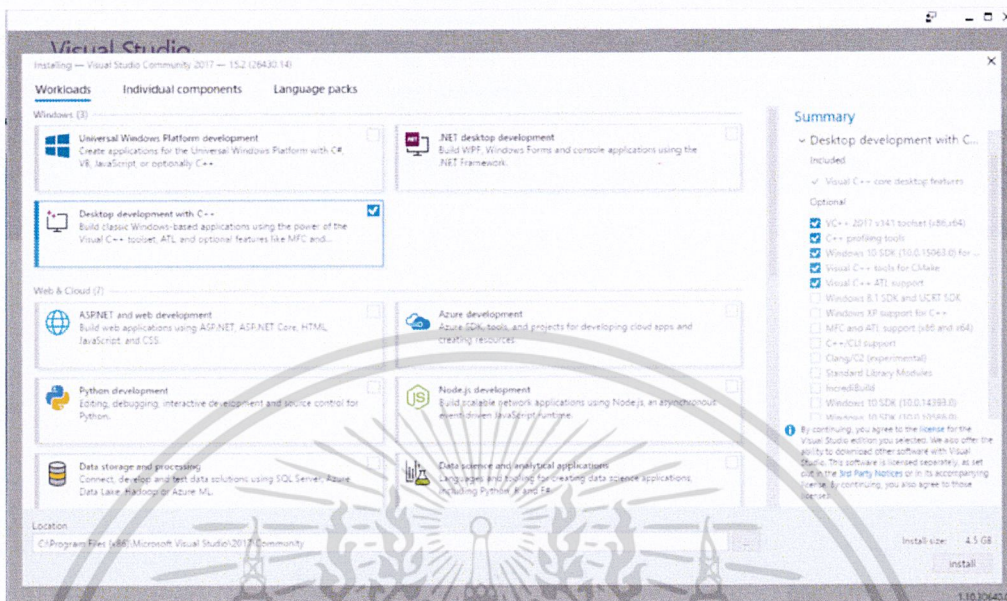 Visual Studio
Installing — Visual Studio Community 2017 — 15.2 (26430.14)
Workloads Individual components Language packs
Windows (3)
Universal Windows Platform development
Create applications for the Universal Windows Platform with C#,
VB, JavaScript, or optionally C++
.NET desktop development
Build WPF, Windows Forms and console applications using the
.NET Framework.
Desktop development with C++
Build classic Windows-based applications using the power of the
Visual C++ toolset, ATL, and optional features like MFC and...
Web & Cloud (7)
ASP.NET and web development
Build web applications using ASP.NET, ASP.NET Core, HTML,
JavaScript, and CSS.
Azure development
Azure SDK, tools, and projects for developing cloud apps and
creating resources
Python development
Editing, debugging, interactive development and source control for
Python.
Node.js development
Build scalable network applications using Node.js, an asynchronous
event-driven JavaScript runtime.
Data storage and processing
Connect, develop and test data solutions using SQL Server, Azure
Data Lake, Hadoop or Azure ML.
Data science and analytical applications
Languages and tooling for creating data science applications,
including Python, R and F#.
Location
C:\Program Files (x86)\Microsoft Visual Studio\2017\Community
...
Summary
Desktop development with C...
Included
Visual C++ core desktop features
Optional
VC++ 2017 v141 toolset (x86,x64)
C++ profiling tools
Windows 10 SDK (10.0.15063.0) for ...
Visual C++ tools for CMake
Visual C++ ATL support
Windows 8.1 SDK and UCRT SDK
Windows XP support for C++
MFC and ATL support (x86 and x64)
C++/CLI support
Clang/C2 (experimental)
Standard Library Modules
IncrediBuild
Windows 10 SDK (10.0.14393.0)
Windows 10 SDK (10.0.10586.0)
By continuing, you agree to the license for the
Visual Studio edition you selected. We also offer the
ability to download other software with Visual
Studio. This software is licensed separately, as set
out in the 3rd Party Notices or in its accompanying
license. By continuing, you also agree to those
licenses.
Install size: 4.5 GB
Install